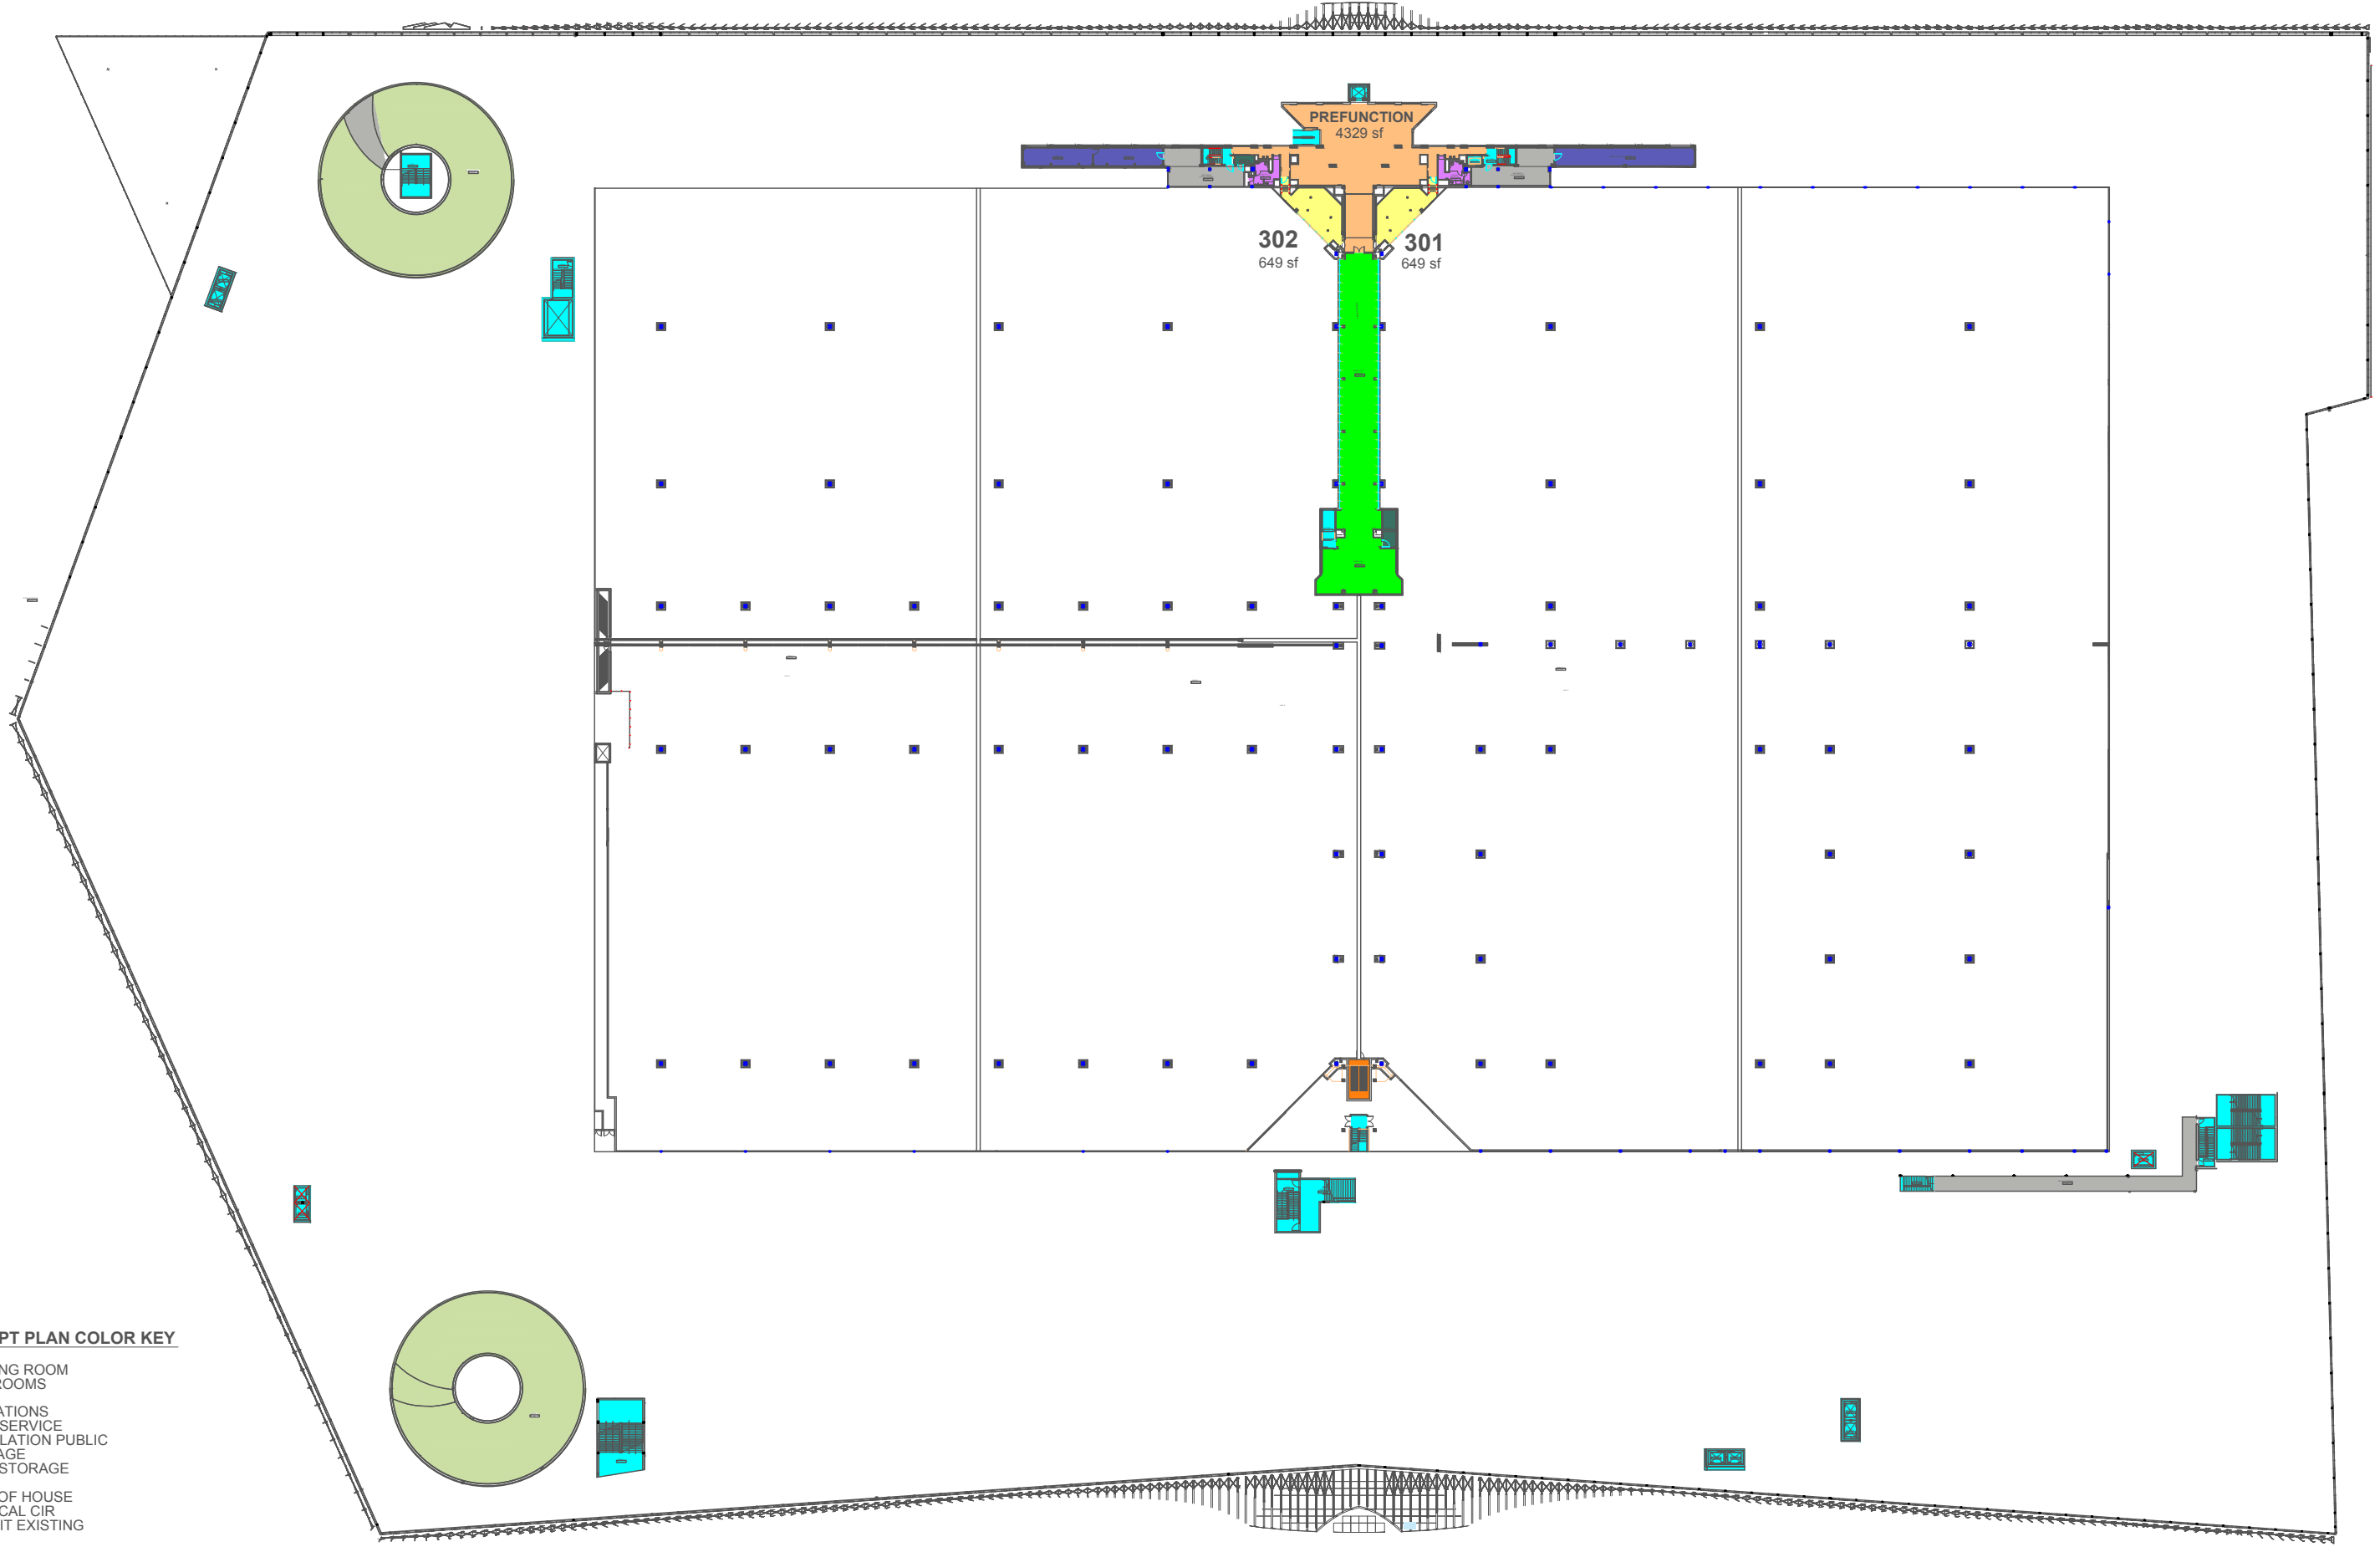 PREFUNCTION
4329 sf
302
649 sf
301
649 sf
PT PLAN COLOR KEY
NG ROOM
ROOMS
ATIONS
SERVICE
LATION PUBLIC
AGE
STORAGE
OF HOUSE
CAL CIR
IT EXISTING